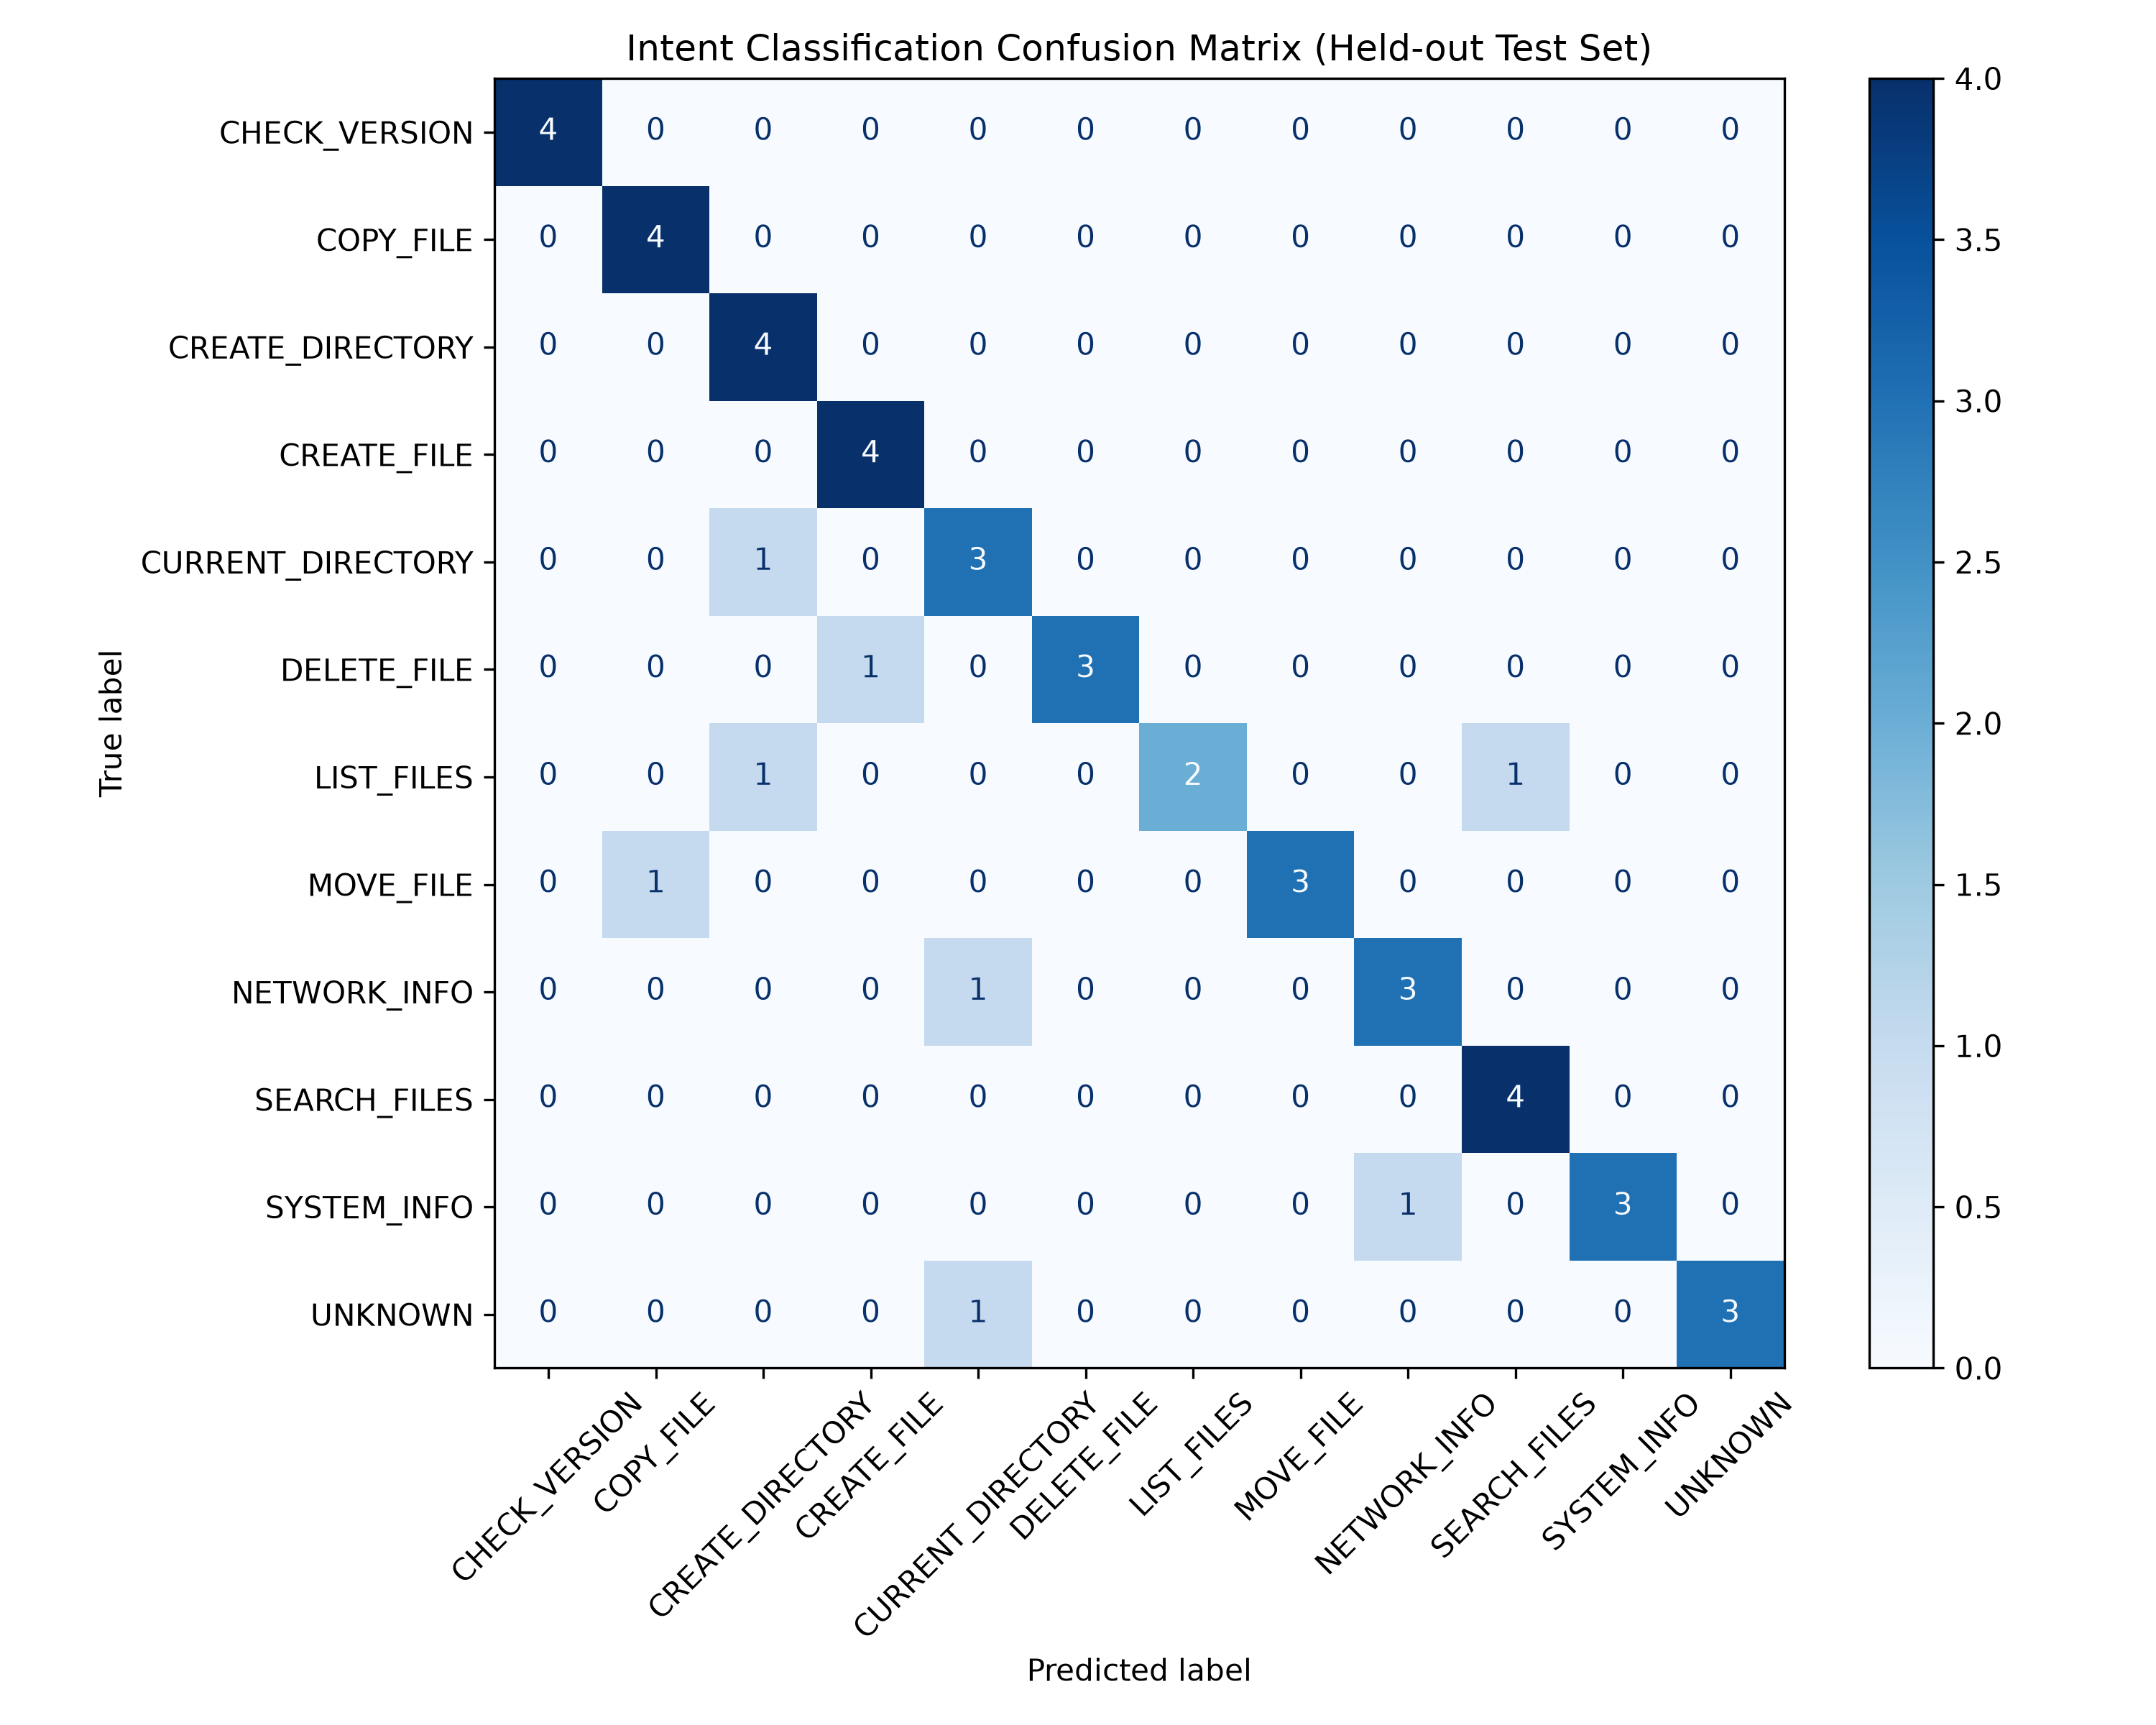 Intent Classification Confusion Matrix (Held-out Test Set)
CHECK_VERSION 4 0 0 0 0 0 0 0 0 0 0 0
COPY_FILE 0 4 0 0 0 0 0 0 0 0 0 0
CREATE_DIRECTORY 0 0 4 0 0 0 0 0 0 0 0 0
CREATE_FILE 0 0 0 4 0 0 0 0 0 0 0 0
CURRENT_DIRECTORY 0 0 1 0 3 0 0 0 0 0 0 0
DELETE_FILE 0 0 0 1 0 3 0 0 0 0 0 0
LIST_FILES 0 0 1 0 0 0 2 0 0 1 0 0
MOVE_FILE 0 1 0 0 0 0 0 3 0 0 0 0
NETWORK_INFO 0 0 0 0 1 0 0 0 3 0 0 0
SEARCH_FILES 0 0 0 0 0 0 0 0 0 4 0 0
SYSTEM_INFO 0 0 0 0 0 0 0 0 1 0 3 0
UNKNOWN 0 0 0 0 1 0 0 0 0 0 0 3
True label
CHECK_VERSION
COPY_FILE
CREATE_DIRECTORY
CREATE_FILE
CURRENT_DIRECTORY
DELETE_FILE
LIST_FILES
MOVE_FILE
NETWORK_INFO
SEARCH_FILES
SYSTEM_INFO
UNKNOWN
Predicted label
4.0
3.5
3.0
2.5
2.0
1.5
1.0
0.5
0.0